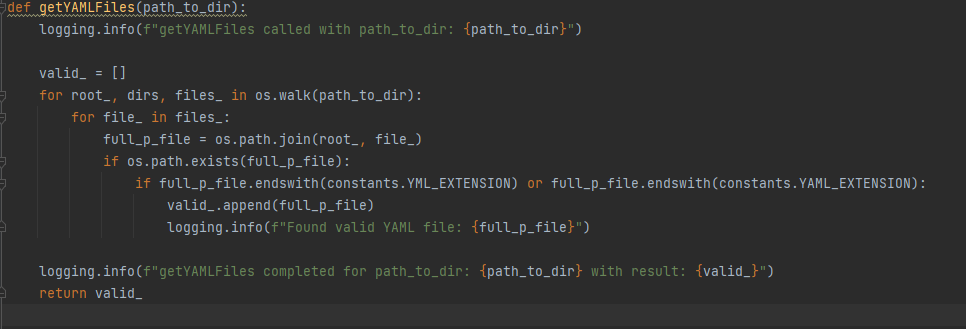 def getYAMLFiles(path_to_dir):
    logging.info(f"getYAMLFiles called with path_to_dir: {path_to_dir}")

    valid_ = []
    for root_, dirs, files_ in os.walk(path_to_dir):
        for file_ in files_:
            full_p_file = os.path.join(root_, file_)
            if os.path.exists(full_p_file):
                if full_p_file.endswith(constants.YML_EXTENSION) or full_p_file.endswith(constants.YAML_EXTENSION):
                    valid_.append(full_p_file)
                    logging.info(f"Found valid YAML file: {full_p_file}")

    logging.info(f"getYAMLFiles completed for path_to_dir: {path_to_dir} with result: {valid_}")
    return valid_